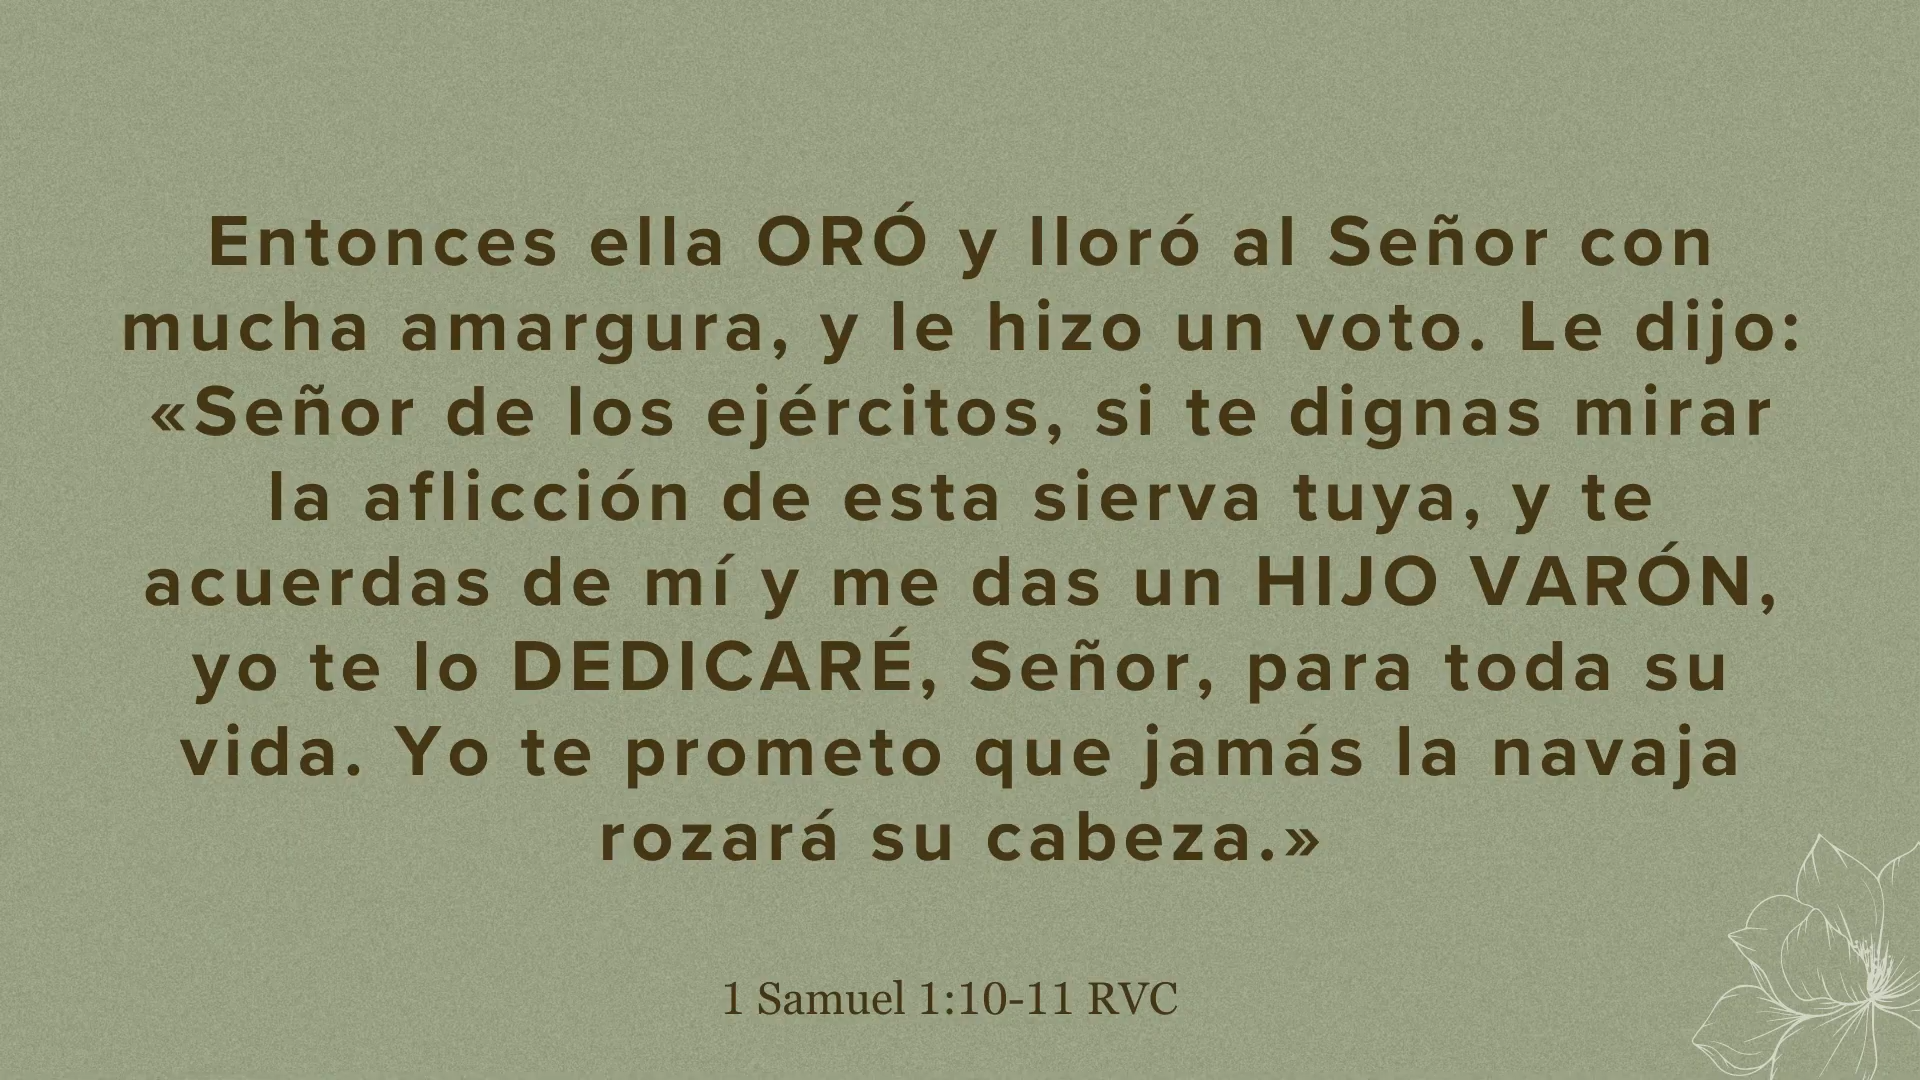 Entonces ella ORÓ y lloró al Señor con
mucha amargura, y le hizo un voto. Le dijo:
«Señor de los ejércitos, si te dignas mirar
la aflicción de esta sierva tuya, y te
acuerdas de mí y me das un HIJO VARÓN,
yo te lo DEDICARÉ, Señor, para toda su
vida. Yo te prometo que jamás la navaja
rozará su cabeza.»
1 Samuel 1:10-11 RVC